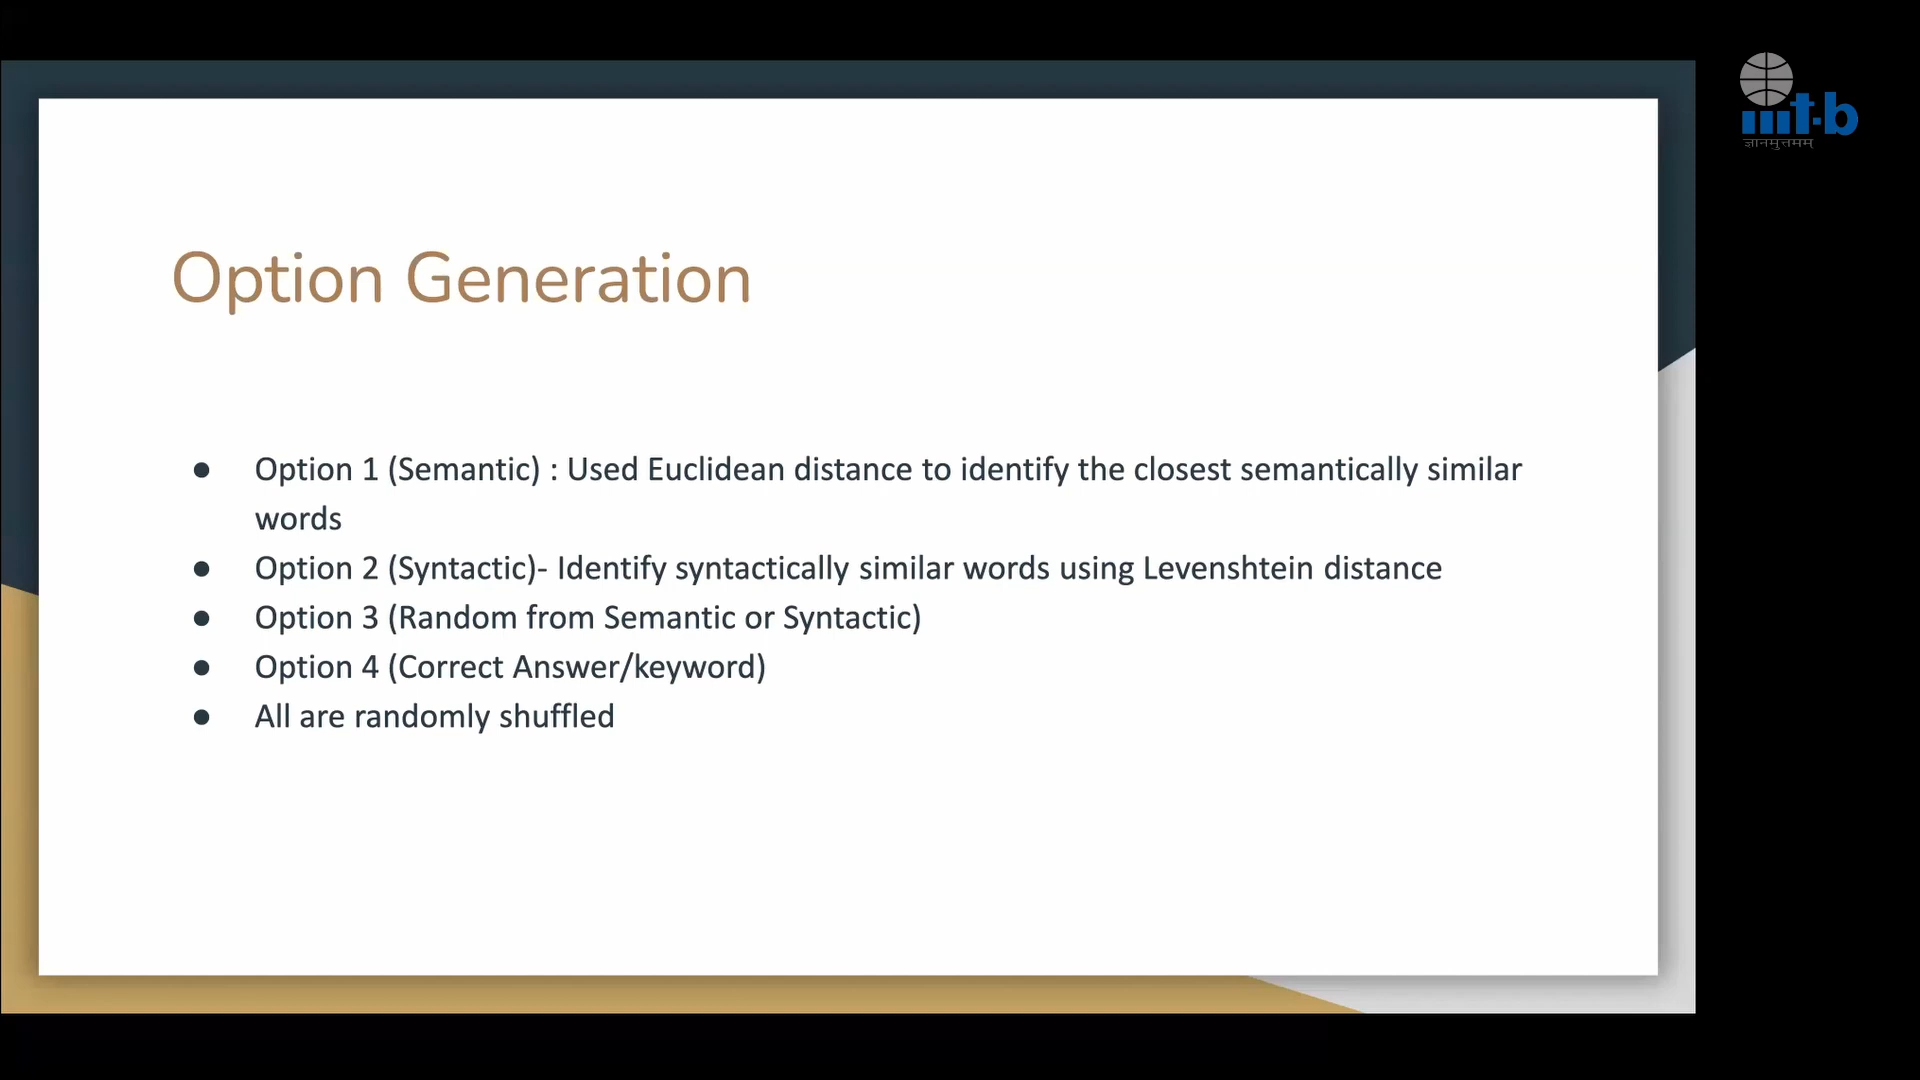 iiit-b
ज्ञानमुत्तमम्
Option Generation
● Option 1 (Semantic) : Used Euclidean distance to identify the closest semantically similar
words
● Option 2 (Syntactic)- Identify syntactically similar words using Levenshtein distance
● Option 3 (Random from Semantic or Syntactic)
● Option 4 (Correct Answer/keyword)
● All are randomly shuffled